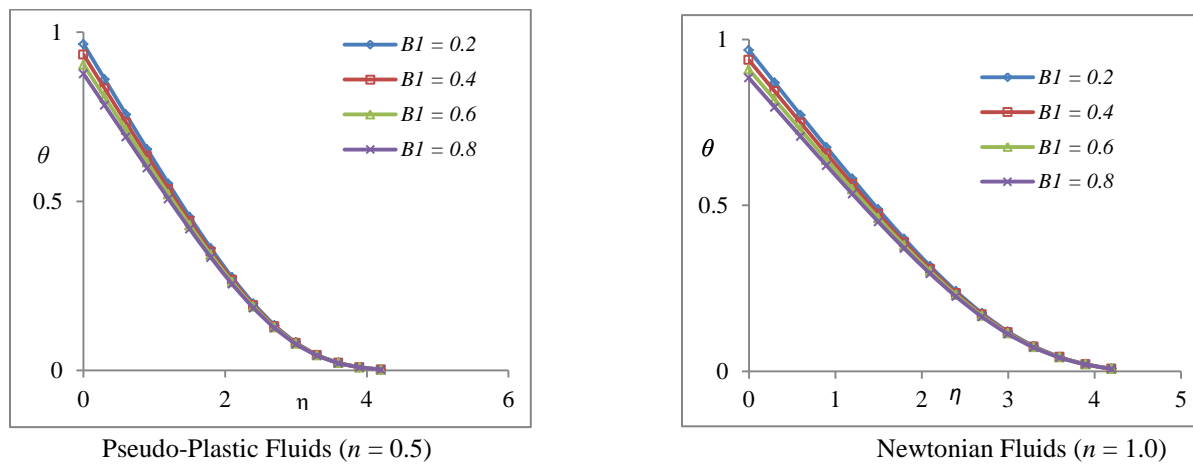 1
0.5
0
θ
0 2 4 6
η
B1 = 0.2
B1 = 0.4
B1 = 0.6
B1 = 0.8
Pseudo-Plastic Fluids (n = 0.5)
1
0.5
0
θ
0 1 2 3 4 5
η
B1 = 0.2
B1 = 0.4
B1 = 0.6
B1 = 0.8
Newtonian Fluids (n = 1.0)